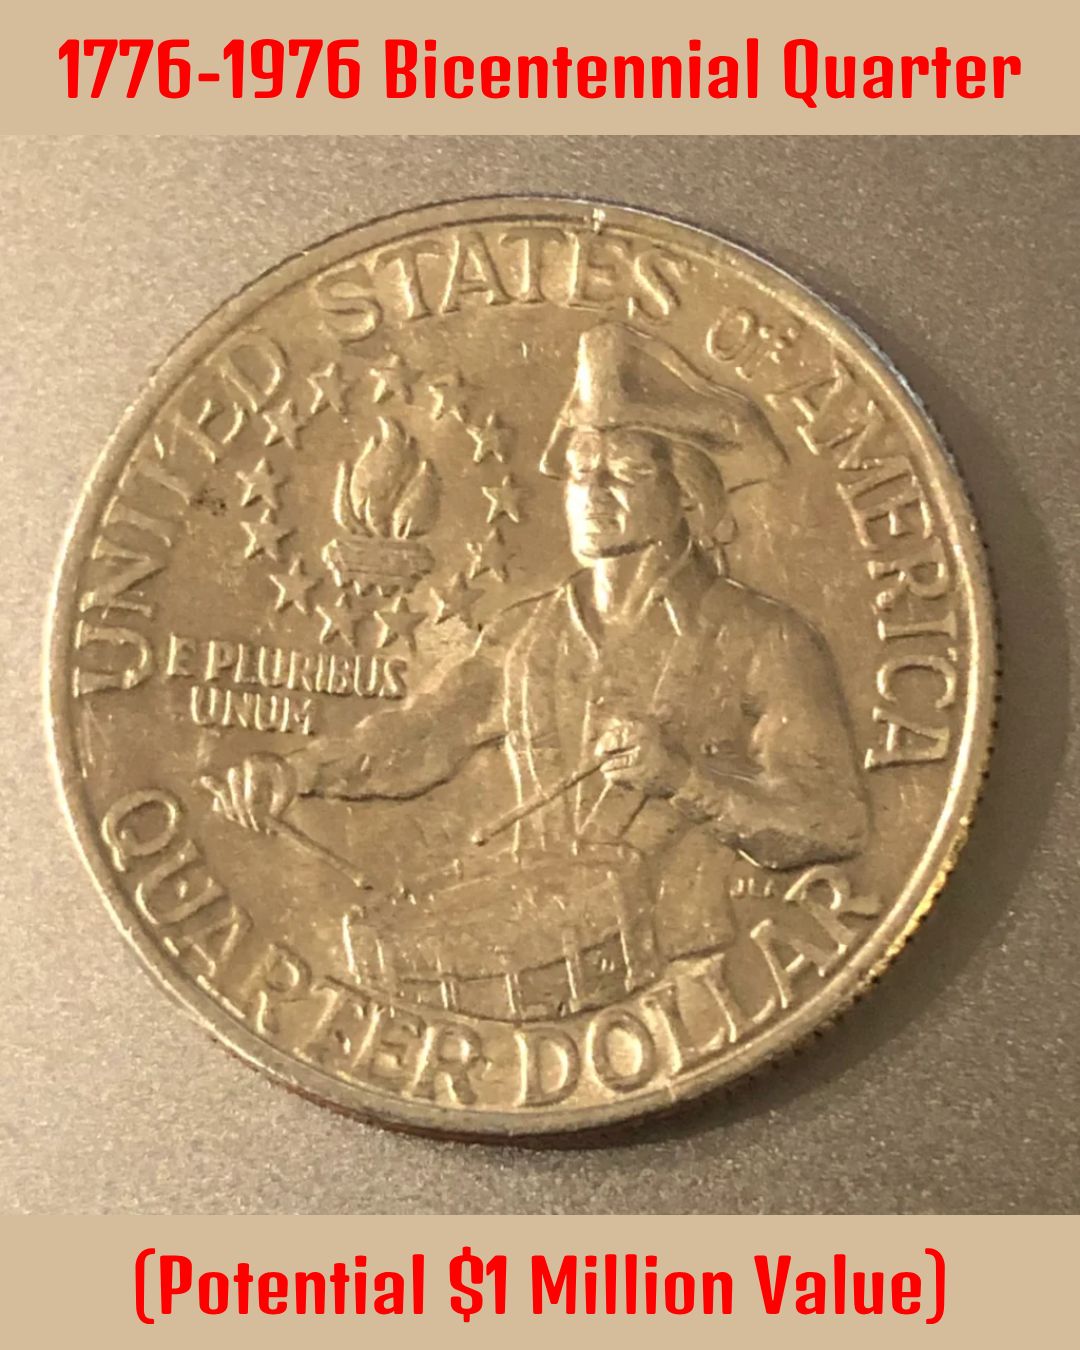 1776-1976 Bicentennial Quarter
UNITED STATES OF AMERICA
E PLURIBUS
UNUM
QUARTER DOLLAR
(Potential $1 Million Value)